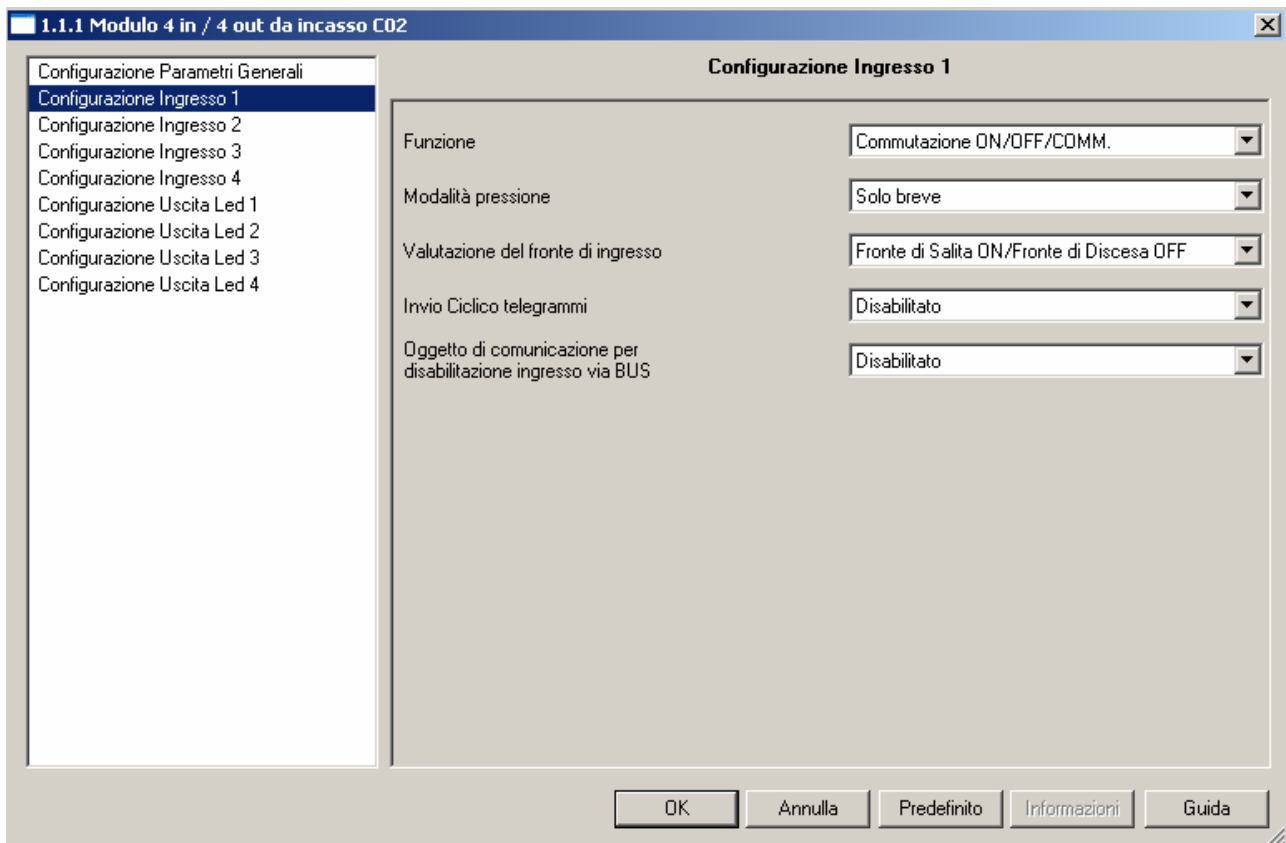 1.1.1 Modulo 4 in / 4 out da incasso C02
Configurazione Parametri Generali
Configurazione Ingresso 1
Configurazione Ingresso 2
Configurazione Ingresso 3
Configurazione Ingresso 4
Configurazione Uscita Led 1
Configurazione Uscita Led 2
Configurazione Uscita Led 3
Configurazione Uscita Led 4
Configurazione Ingresso 1
Funzione
Commutazione ON/OFF/COMM.
Modalità pressione
Solo breve
Valutazione del fronte di ingresso
Fronte di Salita ON/Fronte di Discesa OFF
Invio Ciclico telegrammi
Disabilitato
Oggetto di comunicazione per
disabilitazione ingresso via BUS
Disabilitato
OK
Annulla
Predefinito
Informazioni
Guida